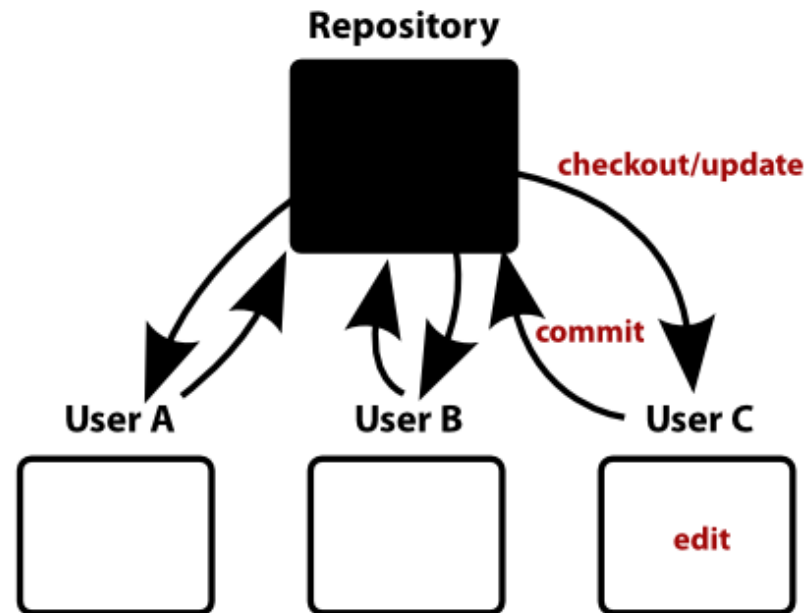 Repository
checkout/update
commit
User A
User B
User C
edit